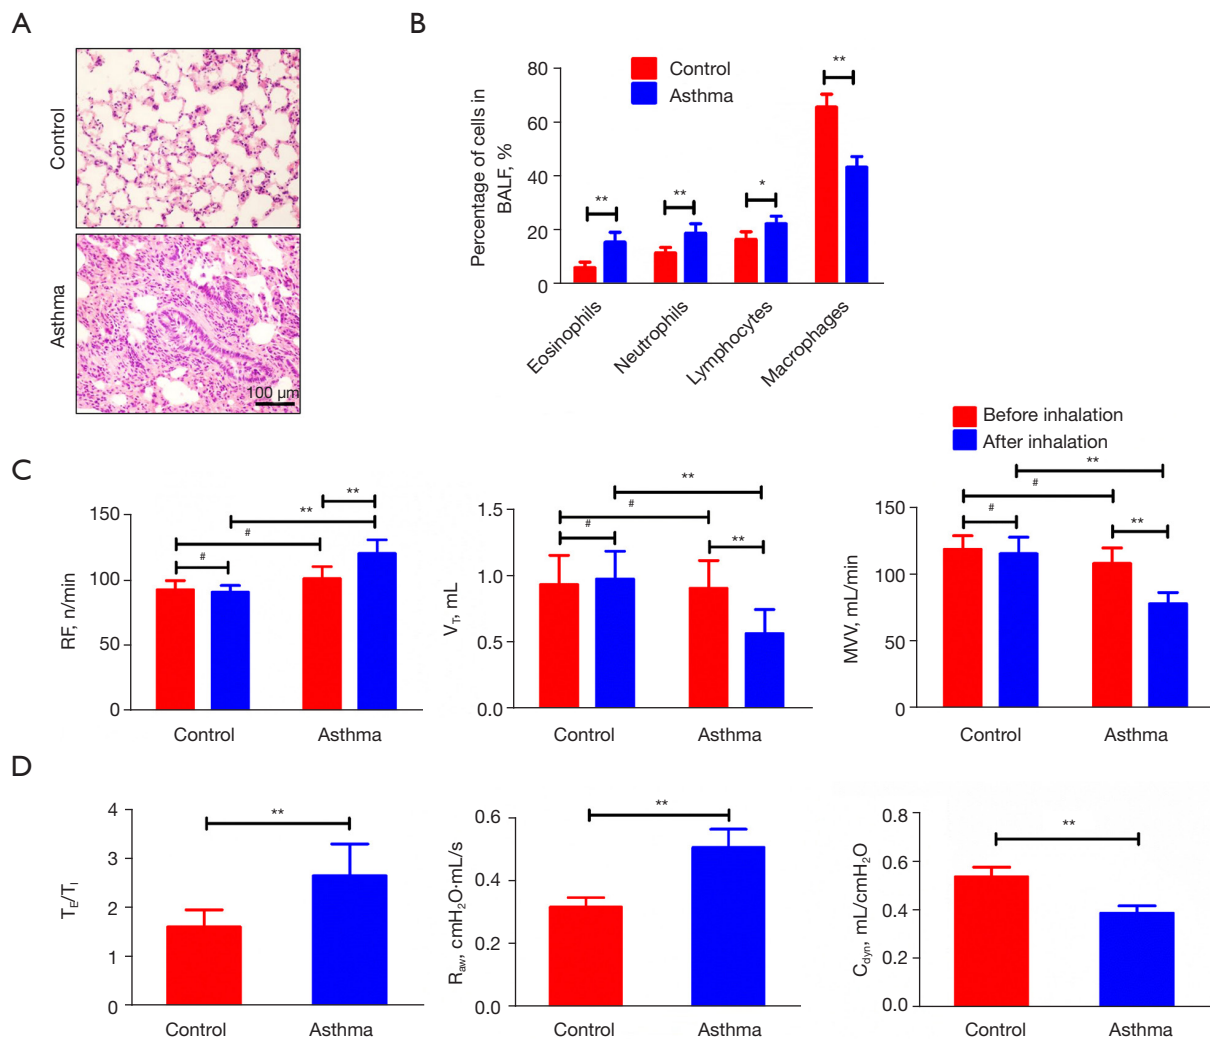 A
Control
Asthma
100 μm
B
Percentage of cells in
BALF, %
80
60
40
20
0
Control
Asthma
**
**
*
**
Eosinophils
Neutrophils
Lymphocytes
Macrophages
Before inhalation
After inhalation
C
RF, n/min
150
100
50
0
#
#
**
**
Control
Asthma
V_T, mL
1.5
1.0
0.5
0.0
#
#
**
**
Control
Asthma
MVV, mL/min
150
100
50
0
#
#
**
**
Control
Asthma
D
T_E/T_I
4
3
2
1
0
**
Control
Asthma
R_aw, cmH₂O·mL/s
0.6
0.4
0.2
0.0
**
Control
Asthma
C_dyn, mL/cmH₂O
0.8
0.6
0.4
0.2
0.0
**
Control
Asthma